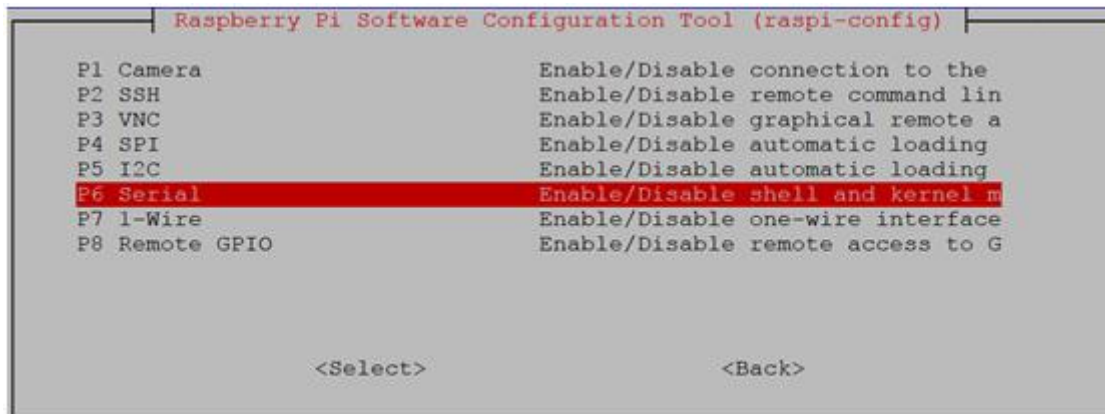 Raspberry Pi Software Configuration Tool (raspi-config)
P1 Camera Enable/Disable connection to the
P2 SSH Enable/Disable remote command lin
P3 VNC Enable/Disable graphical remote a
P4 SPI Enable/Disable automatic loading
P5 I2C Enable/Disable automatic loading
P6 Serial Enable/Disable shell and kernel m
P7 1-Wire Enable/Disable one-wire interface
P8 Remote GPIO Enable/Disable remote access to G
<Select> <Back>